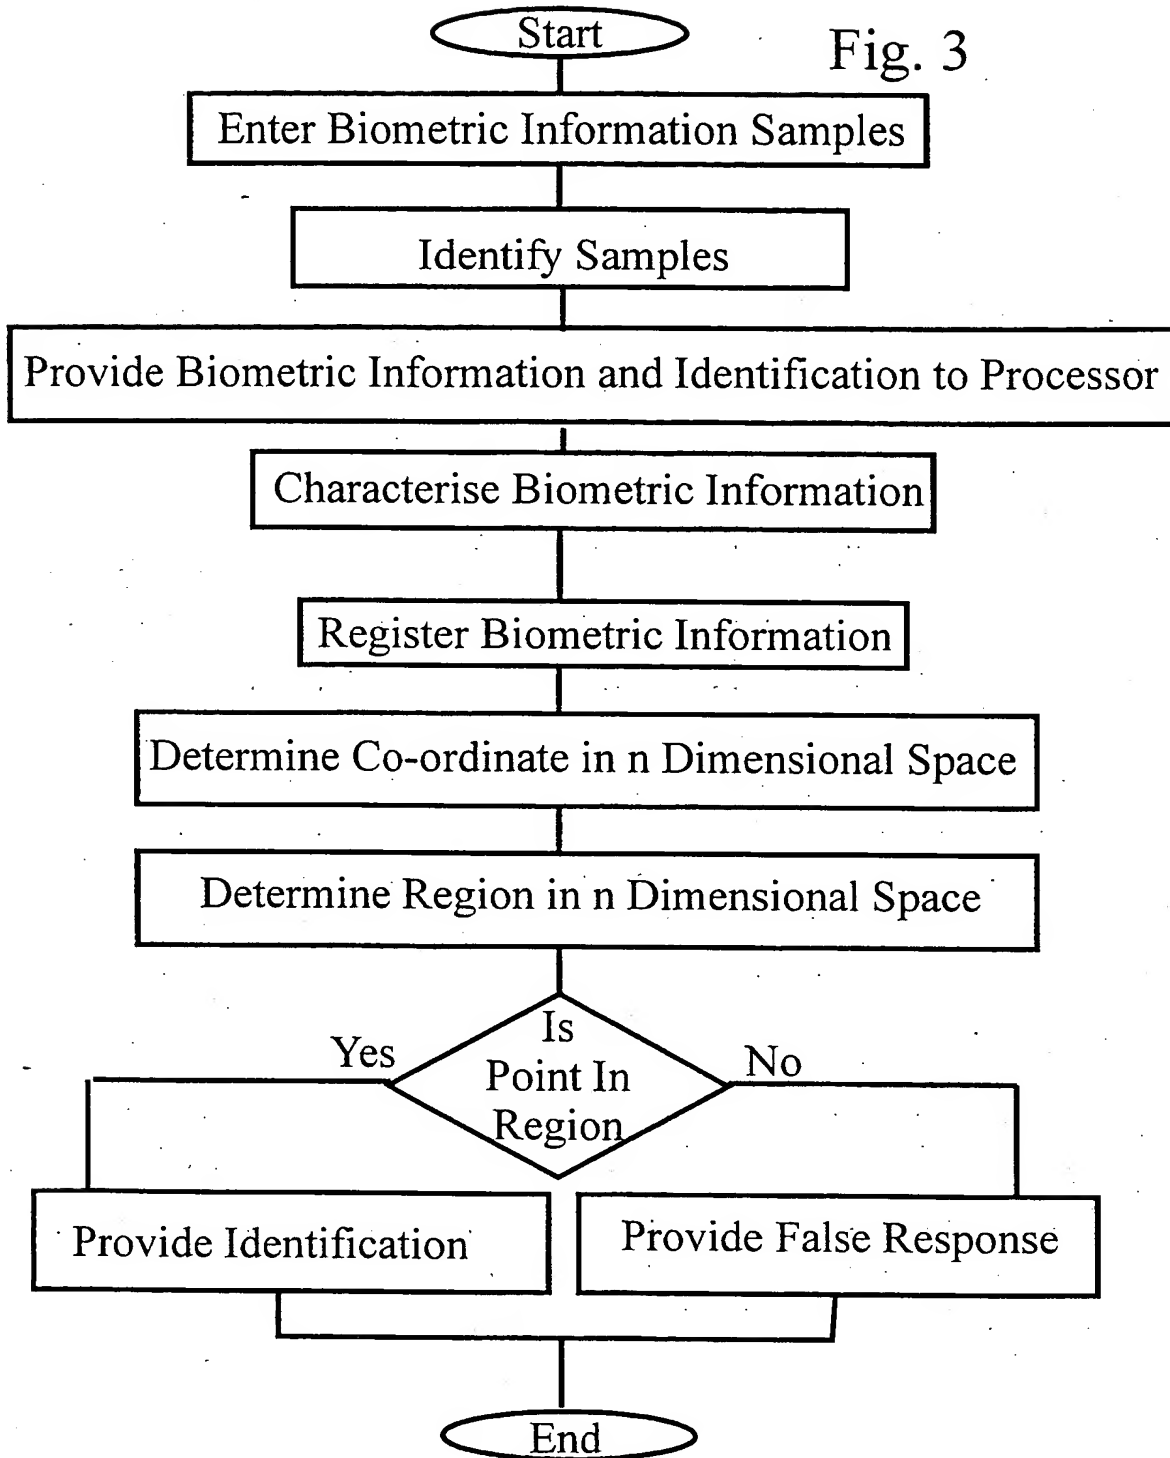 Start
Fig. 3
Enter Biometric Information Samples
Identify Samples
Provide Biometric Information and Identification to Processor
Characterise Biometric Information
Register Biometric Information
Determine Co-ordinate in n Dimensional Space
Determine Region in n Dimensional Space
Is
Point In
Region
Yes
No
Provide Identification
Provide False Response
End